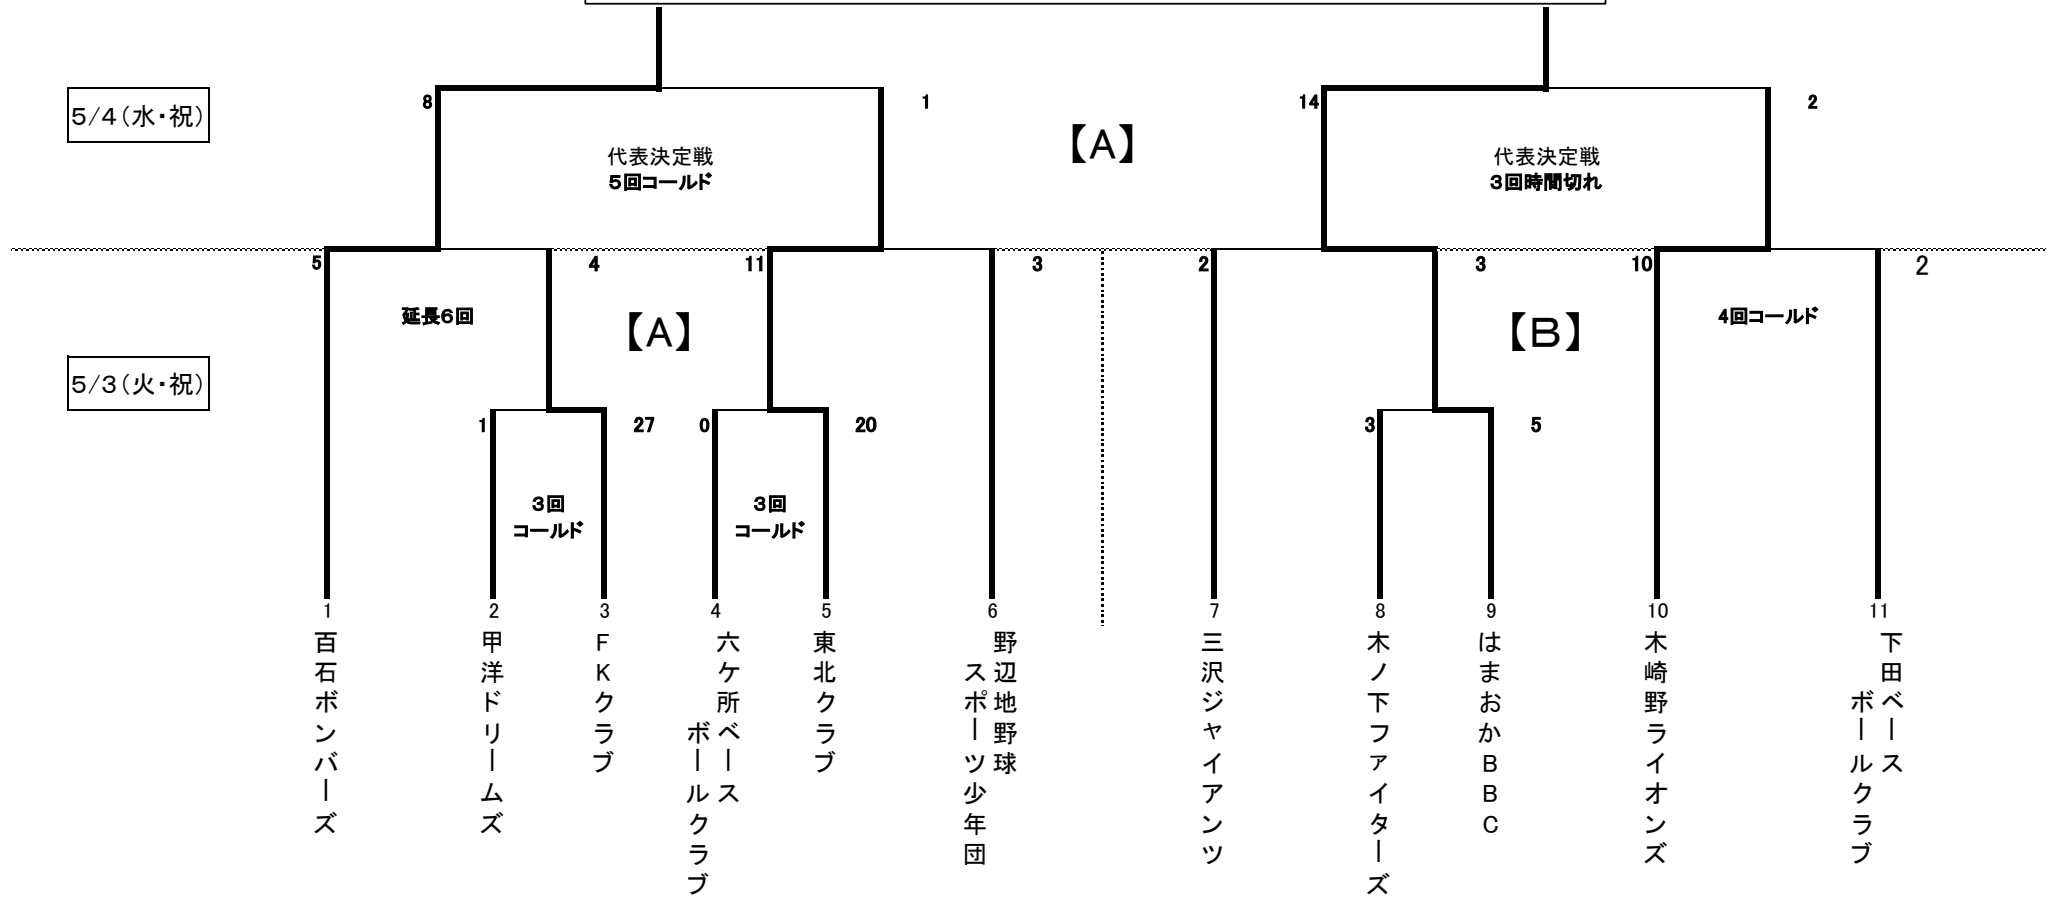 5/4(水・祝)
8
1
【A】
14
2
代表決定戦
5回コールド
代表決定戦
3回時間切れ
5
4
11
3
2
3
10
2
延長6回
【A】
【B】
4回コールド
5/3(火・祝)
1
27
0
20
3
5
3回
コールド
3回
コールド
1
2
3
4
5
6
7
8
9
10
11
百石ボンバーズ
甲洋ドリームズ
FKクラブ
六ケ所ベース
ボールクラブ
東北クラブ
野辺地野球
スポーツ少年団
三沢ジャイアンツ
木ノ下ファイターズ
はまおかBBC
木崎野ライオンズ
下田ベース
ボールクラブ